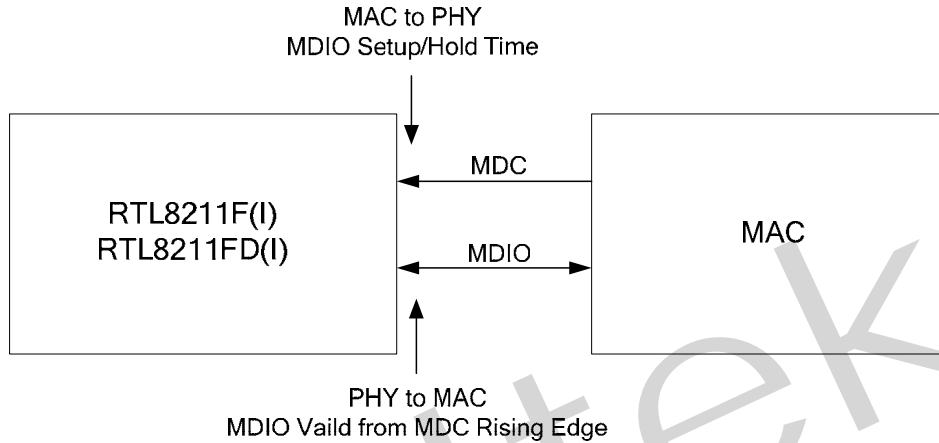 MAC to PHY
MDIO Setup/Hold Time
MDC
RTL8211F(I)
RTL8211FD(I)
MAC
MDIO
PHY to MAC
MDIO Vaild from MDC Rising Edge